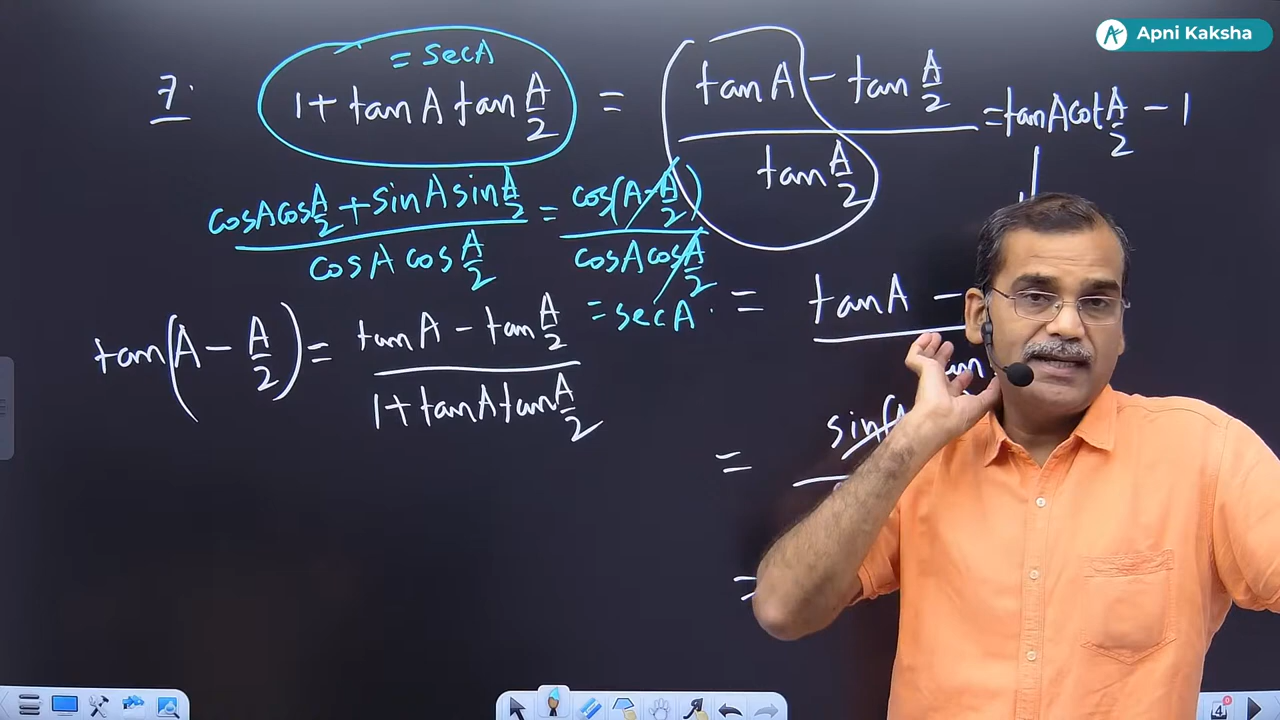 Apni Kaksha
7.
= secA
1 + tanA tan A/2 = (tanA - tan A/2)/(tan A/2) = tanA cot A/2 - 1
(cosA cos A/2 + sinA sin A/2)/(cosA cos A/2) = cos(A - A/2)/(cosA cos A/2)
= secA.
= tanA -
tan(A - A/2) = (tanA - tan A/2)/(1 + tanA tan A/2)
=
=
4